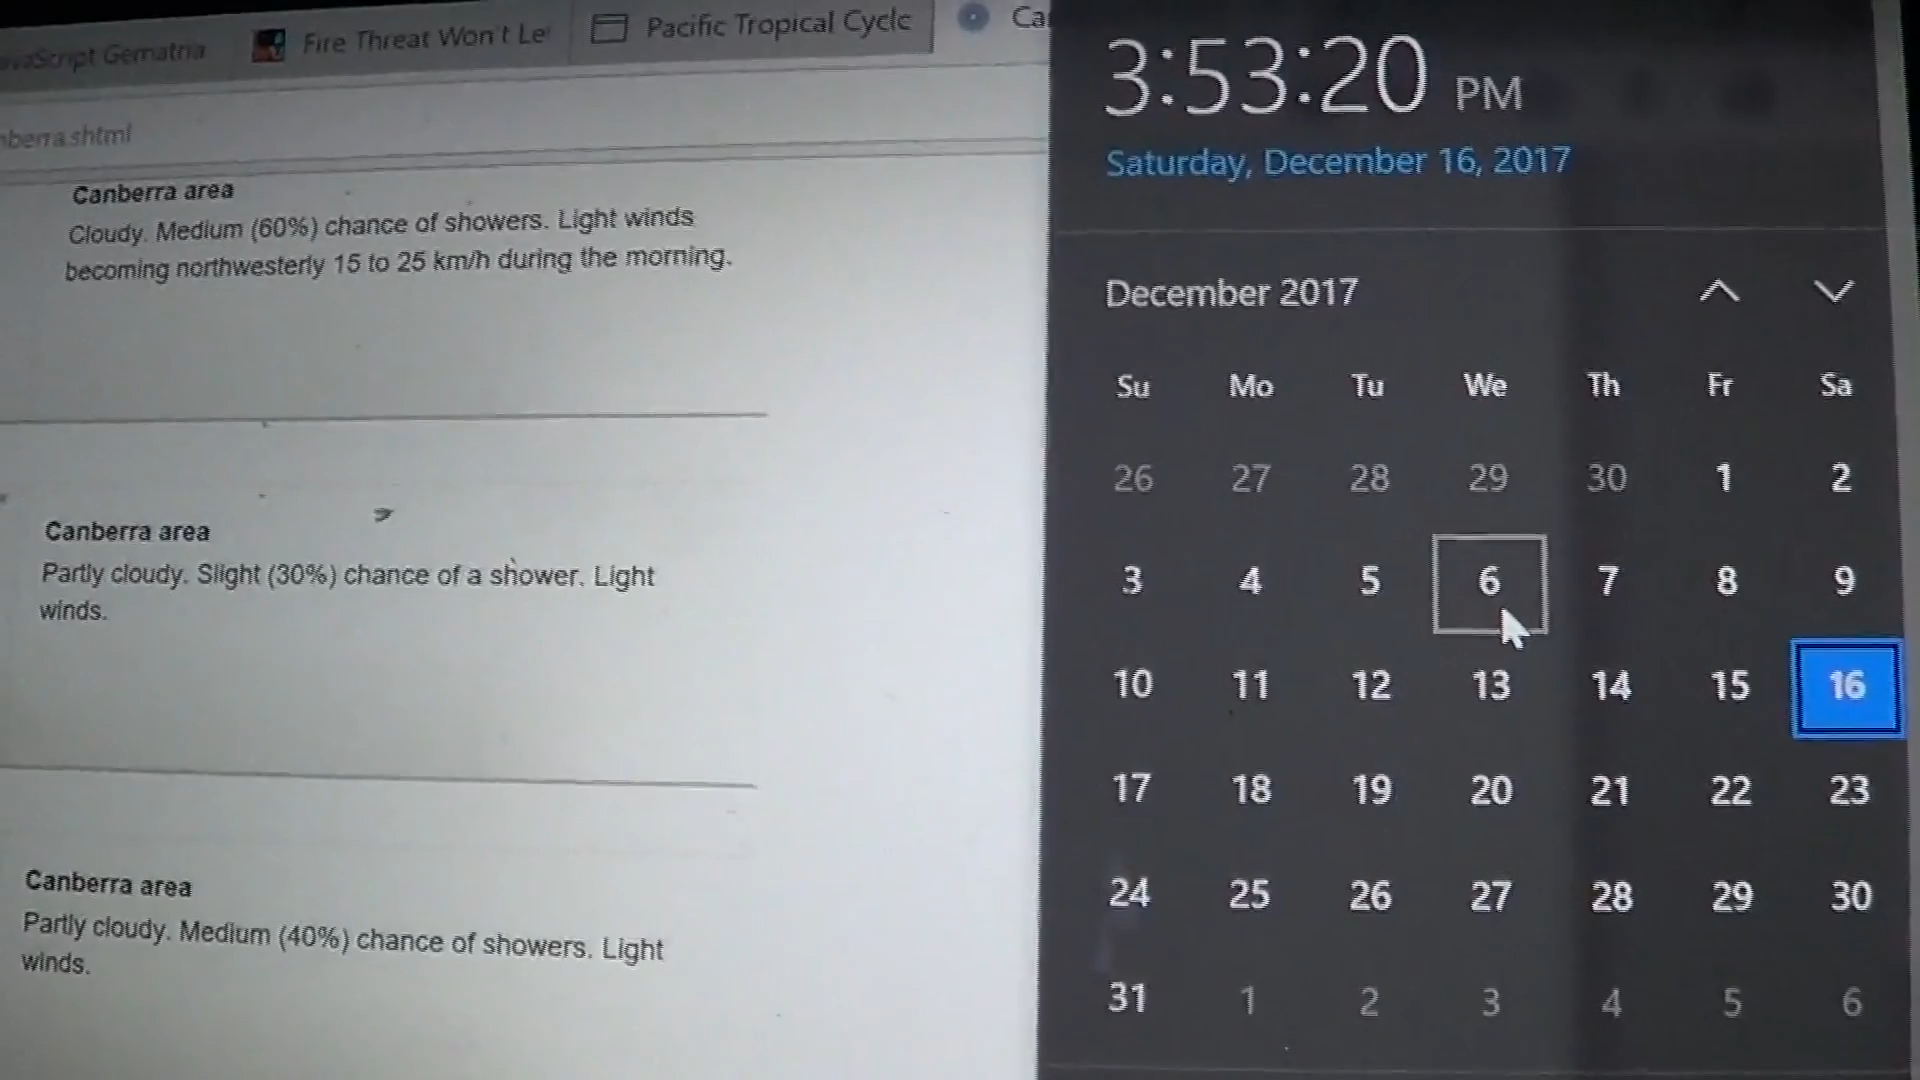 JavaScript Gematria
Fire Threat Won't Le
Pacific Tropical Cyclc
Ca
nberra.shtml
Canberra area
Cloudy. Medium (60%) chance of showers. Light winds
becoming northwesterly 15 to 25 km/h during the morning.
Canberra area
Partly cloudy. Slight (30%) chance of a shower. Light
winds.
Canberra area
Partly cloudy. Medium (40%) chance of showers. Light
winds.
3:53:20 PM
Saturday, December 16, 2017
December 2017
Su Mo Tu We Th Fr Sa
26 27 28 29 30 1 2
3 4 5 6 7 8 9
10 11 12 13 14 15 16
17 18 19 20 21 22 23
24 25 26 27 28 29 30
31 1 2 3 4 5 6